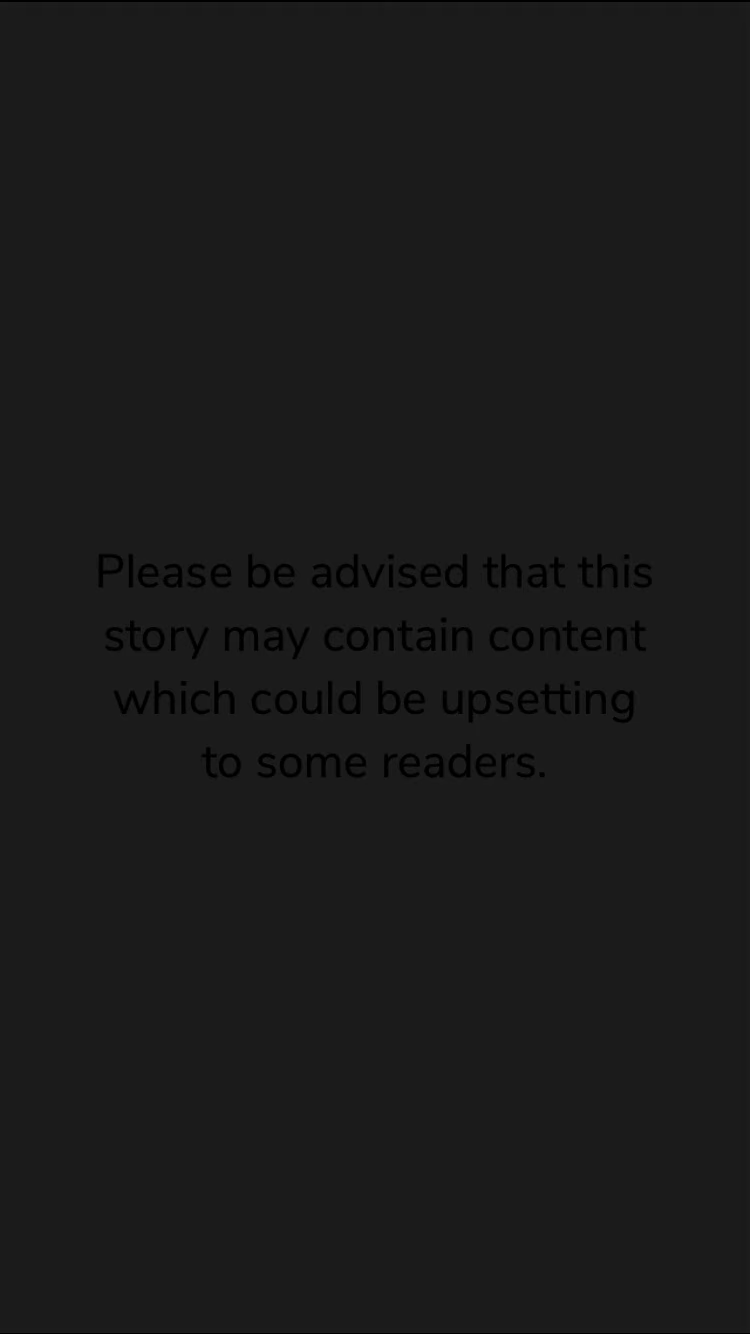 Please be advised that this
story may contain content
which could be upsetting
to some readers.